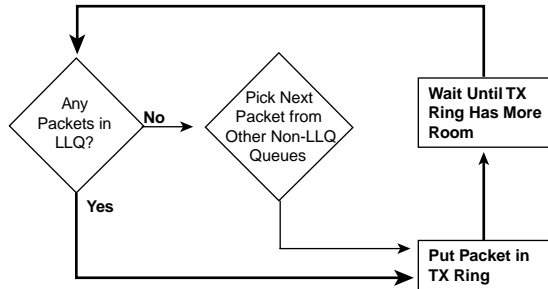 Any
Packets in
LLQ?
No
Yes
Pick Next
Packet from
Other Non-LLQ
Queues
Wait Until TX
Ring Has More
Room
Put Packet in
TX Ring